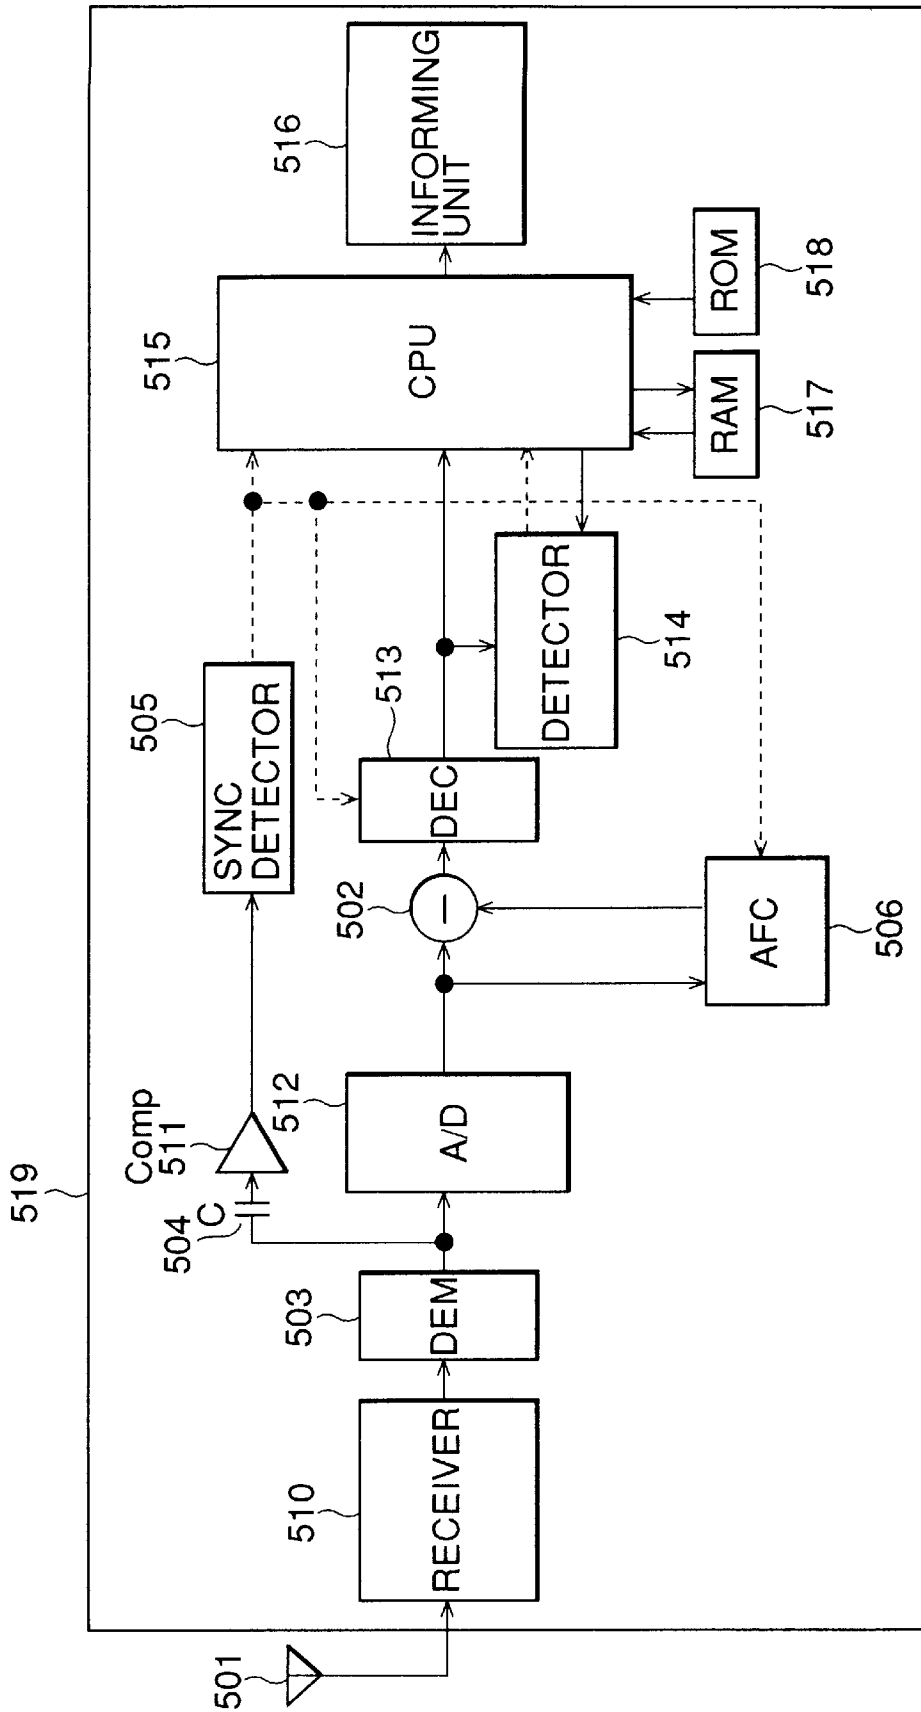 519
501
510
RECEIVER
503
DEM
504
C
Comp
511
512
A/D
505
SYNC
DETECTOR
502
—
AFC
506
513
DEC
DETECTOR
514
515
CPU
516
INFORMING
UNIT
RAM
517
ROM
518